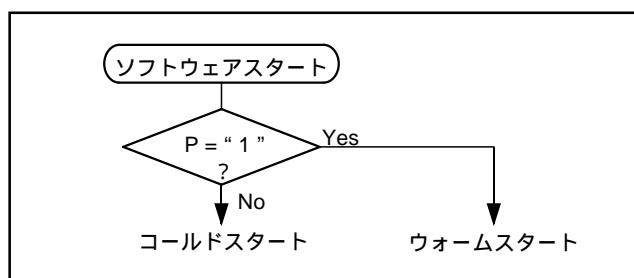 ソフトウェアスタート
P = “ 1 ”
?
Yes
No
コールドスタート
ウォームスタート